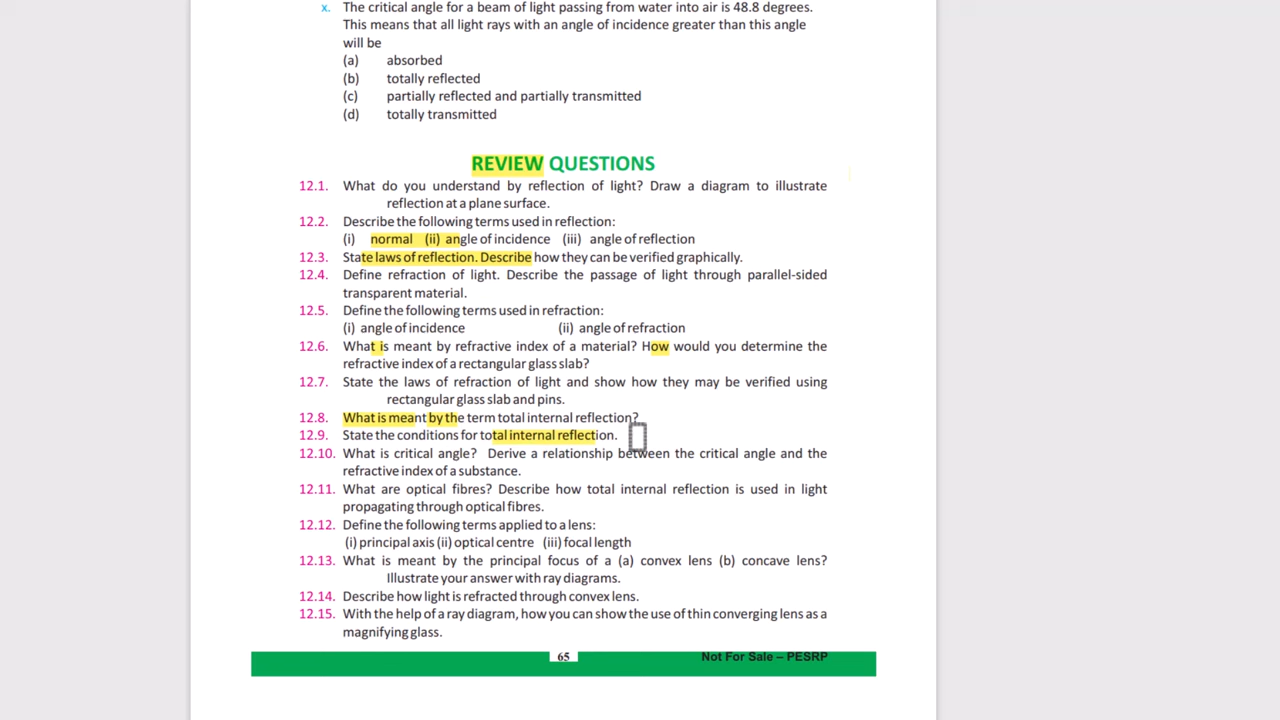 x. The critical angle for a beam of light passing from water into air is 48.8 degrees.
This means that all light rays with an angle of incidence greater than this angle
will be
(a) absorbed
(b) totally reflected
(c) partially reflected and partially transmitted
(d) totally transmitted
REVIEW QUESTIONS
12.1. What do you understand by reflection of light? Draw a diagram to illustrate
reflection at a plane surface.
12.2. Describe the following terms used in reflection:
(i) normal (ii) angle of incidence (iii) angle of reflection
12.3. State laws of reflection. Describe how they can be verified graphically.
12.4. Define refraction of light. Describe the passage of light through parallel-sided
transparent material.
12.5. Define the following terms used in refraction:
(i) angle of incidence (ii) angle of refraction
12.6. What is meant by refractive index of a material? How would you determine the
refractive index of a rectangular glass slab?
12.7. State the laws of refraction of light and show how they may be verified using
rectangular glass slab and pins.
12.8. What is meant by the term total internal reflection?
12.9. State the conditions for total internal reflection.
12.10. What is critical angle? Derive a relationship between the critical angle and the
refractive index of a substance.
12.11. What are optical fibres? Describe how total internal reflection is used in light
propagating through optical fibres.
12.12. Define the following terms applied to a lens:
(i) principal axis (ii) optical centre (iii) focal length
12.13. What is meant by the principal focus of a (a) convex lens (b) concave lens?
Illustrate your answer with ray diagrams.
12.14. Describe how light is refracted through convex lens.
12.15. With the help of a ray diagram, how you can show the use of thin converging lens as a
magnifying glass.
65 Not For Sale – PESRP